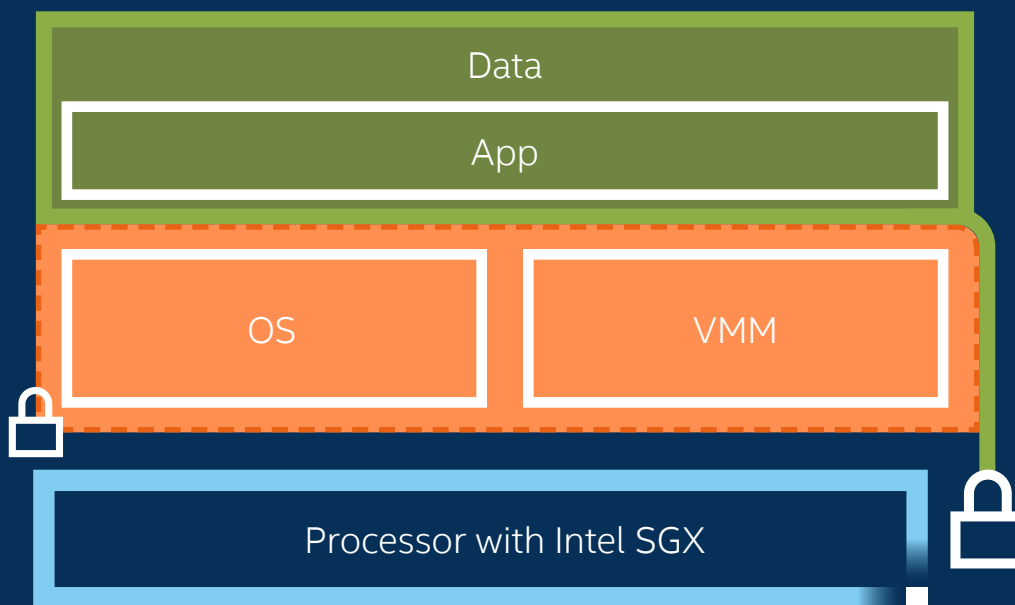 Data
App
OS
VMM
Processor with Intel SGX